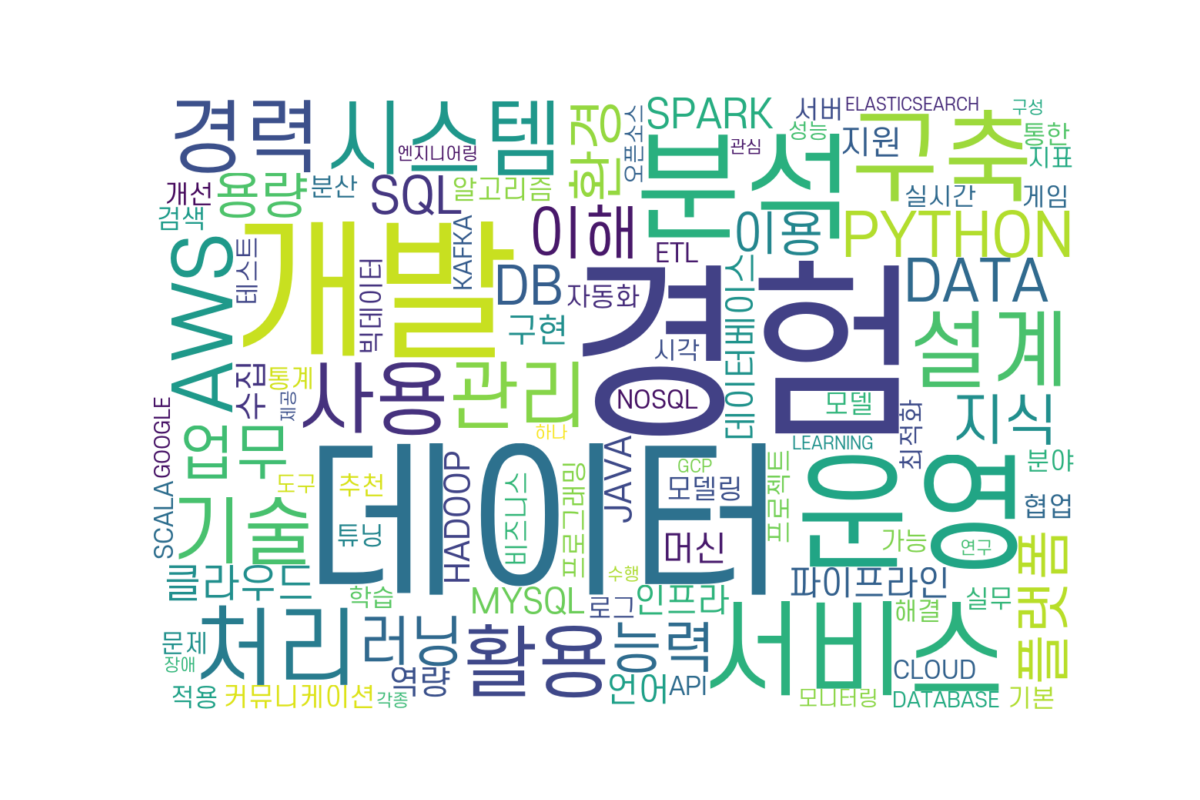 경력
시스템
엔지니어링
환경
오픈소스
SPARK
서버
ELASTICSEARCH
구성
성능
관심
지원
구축
통한
지표
개선
용량
분산
SQL
알고리즘
분석
실시간
게임
검색
AWS
테스트
개발
빅데이터
KAFKA
DB
이해
ETL
이용
PYTHON
자동화
구현
경험
시각
데이터베이스
DATA
설계
수집
통계
제공
사용
관리
NOSQL
모델
최적화
지식
GOOGLE
업무
하나
LEARNING
SCALA
기술
도구
추천
튜닝
데이터
HADOOP
비즈니스
프로그래밍
JAVA
GCP
모델링
머신
프로젝트
운영
가능
연구
분야
협업
플랫폼
클라우드
학습
수행
MYSQL
로그
인프라
파이프라인
해결
실무
문제
장애
처리
러닝
역량
활용
능력
언어
API
서비스
CLOUD
적용
커뮤니케이션
각종
모니터링
DATABASE
기본